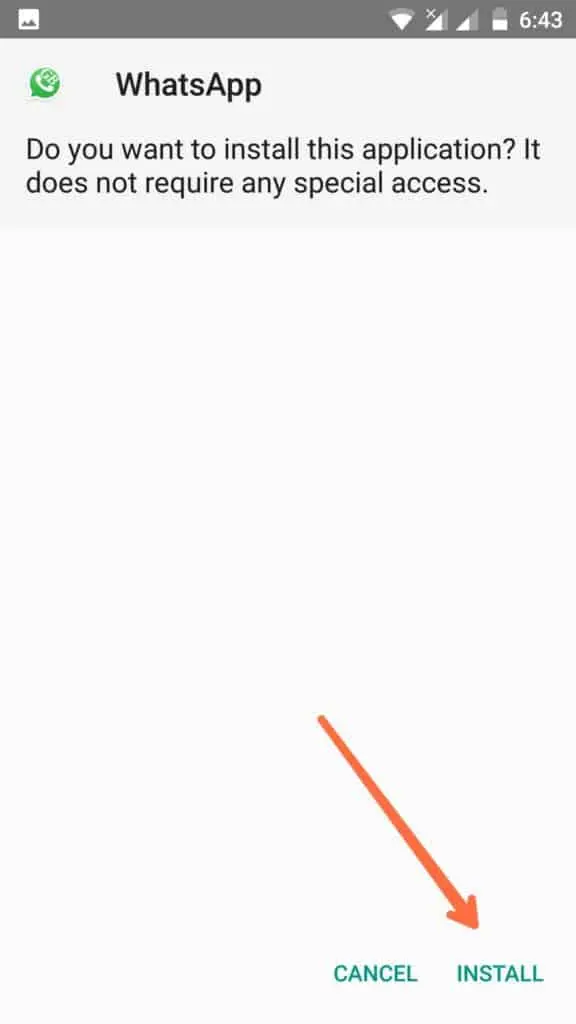 6:43
WhatsApp
Do you want to install this application? It
does not require any special access.
CANCEL INSTALL